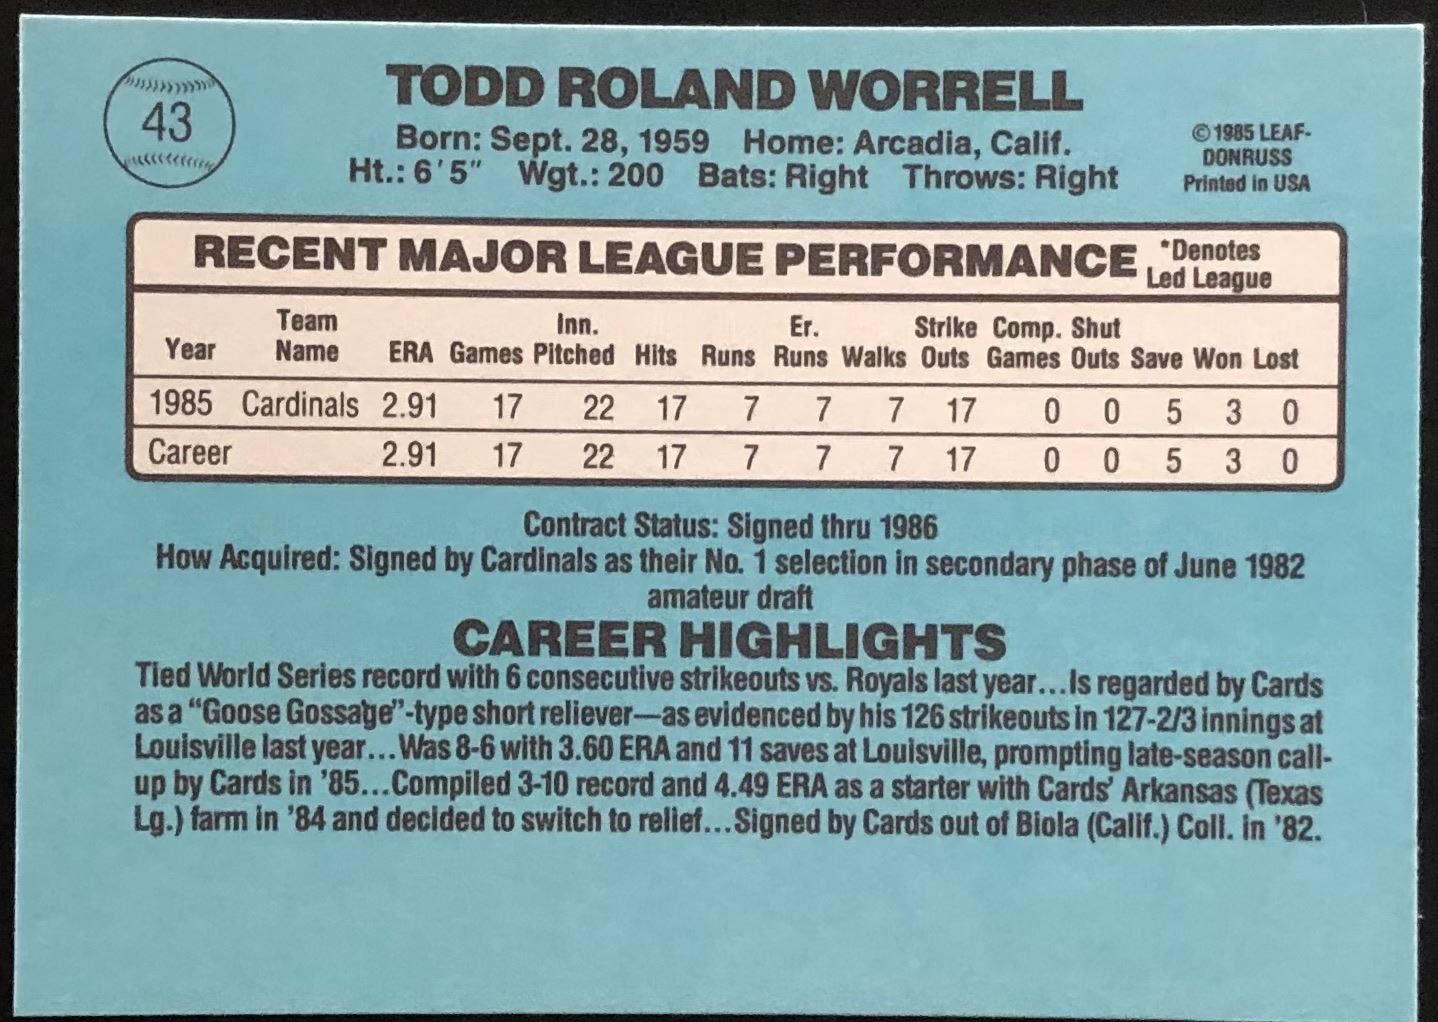 43
TODD ROLAND WORRELL
Born: Sept. 28, 1959 Home: Arcadia, Calif.
Ht.: 6'5" Wgt.: 200 Bats: Right Throws: Right
©1985 LEAF-
DONRUSS
Printed in USA
RECENT MAJOR LEAGUE PERFORMANCE
*Denotes
Led League
Team Inn. Er. Strike Comp. Shut
Year Name ERA Games Pitched Hits Runs Runs Walks Outs Games Outs Save Won Lost
1985 Cardinals 2.91 17 22 17 7 7 7 17 0 0 5 3 0
Career 2.91 17 22 17 7 7 7 17 0 0 5 3 0
Contract Status: Signed thru 1986
How Acquired: Signed by Cardinals as their No. 1 selection in secondary phase of June 1982
amateur draft
CAREER HIGHLIGHTS
Tied World Series record with 6 consecutive strikeouts vs. Royals last year...Is regarded by Cards
as a "Goose Gossage"-type short reliever—as evidenced by his 126 strikeouts in 127-2/3 innings at
Louisville last year...Was 8-6 with 3.60 ERA and 11 saves at Louisville, prompting late-season call-
up by Cards in '85...Compiled 3-10 record and 4.49 ERA as a starter with Cards' Arkansas (Texas
Lg.) farm in '84 and decided to switch to relief...Signed by Cards out of Biola (Calif.) Coll. in '82.